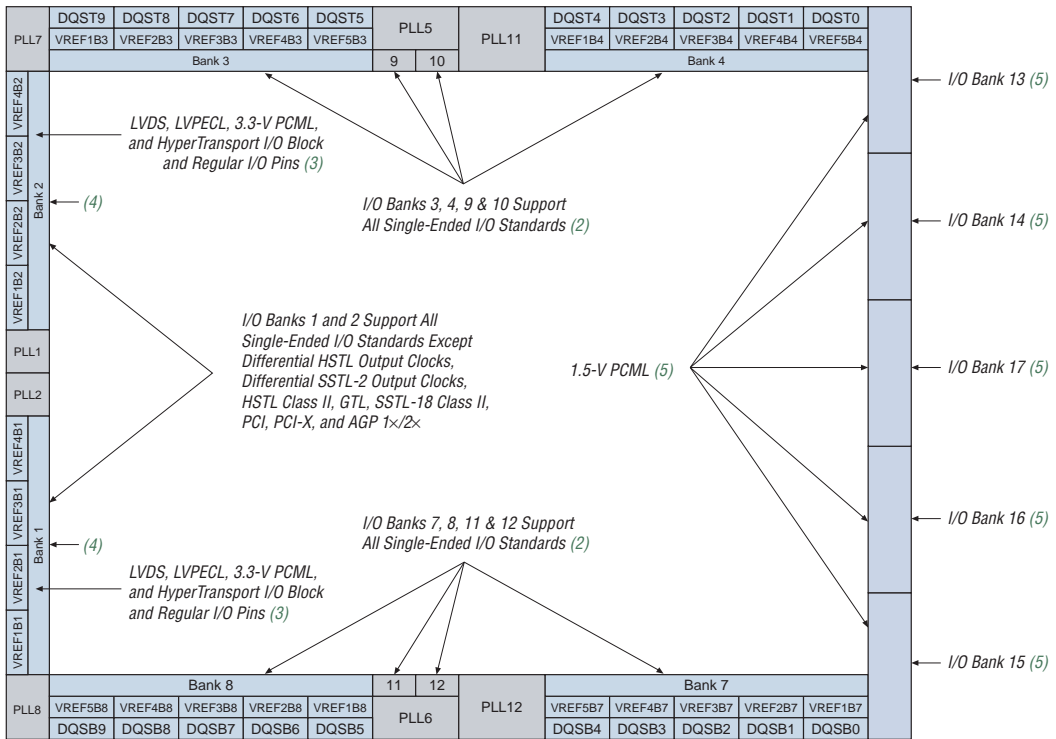 DQST9 DQST8 DQST7 DQST6 DQST5 DQST4 DQST3 DQST2 DQST1 DQST0
PLL7 VREF1B3 VREF2B3 VREF3B3 VREF4B3 VREF5B3 PLL5 PLL11 VREF1B4 VREF2B4 VREF3B4 VREF4B4 VREF5B4
Bank 3 9 10 Bank 4
I/O Bank 13 (5)
VREF4B2
VREF3B2
VREF2B2
VREF1B2
Bank 2
LVDS, LVPECL, 3.3-V PCML,
and HyperTransport I/O Block
and Regular I/O Pins (3)
(4)
I/O Banks 3, 4, 9 & 10 Support
All Single-Ended I/O Standards (2)
I/O Bank 14 (5)
I/O Banks 1 and 2 Support All
Single-Ended I/O Standards Except
Differential HSTL Output Clocks,
Differential SSTL-2 Output Clocks,
HSTL Class II, GTL, SSTL-18 Class II,
PCI, PCI-X, and AGP 1×/2×
PLL1
PLL2
1.5-V PCML (5)
I/O Bank 17 (5)
VREF4B1
VREF3B1
VREF2B1
VREF1B1
Bank 1
(4)
I/O Banks 7, 8, 11 & 12 Support
All Single-Ended I/O Standards (2)
I/O Bank 16 (5)
LVDS, LVPECL, 3.3-V PCML,
and HyperTransport I/O Block
and Regular I/O Pins (3)
I/O Bank 15 (5)
Bank 8 11 12 Bank 7
PLL8 VREF5B8 VREF4B8 VREF3B8 VREF2B8 VREF1B8 PLL6 PLL12 VREF5B7 VREF4B7 VREF3B7 VREF2B7 VREF1B7
DQSB9 DQSB8 DQSB7 DQSB6 DQSB5 DQSB4 DQSB3 DQSB2 DQSB1 DQSB0